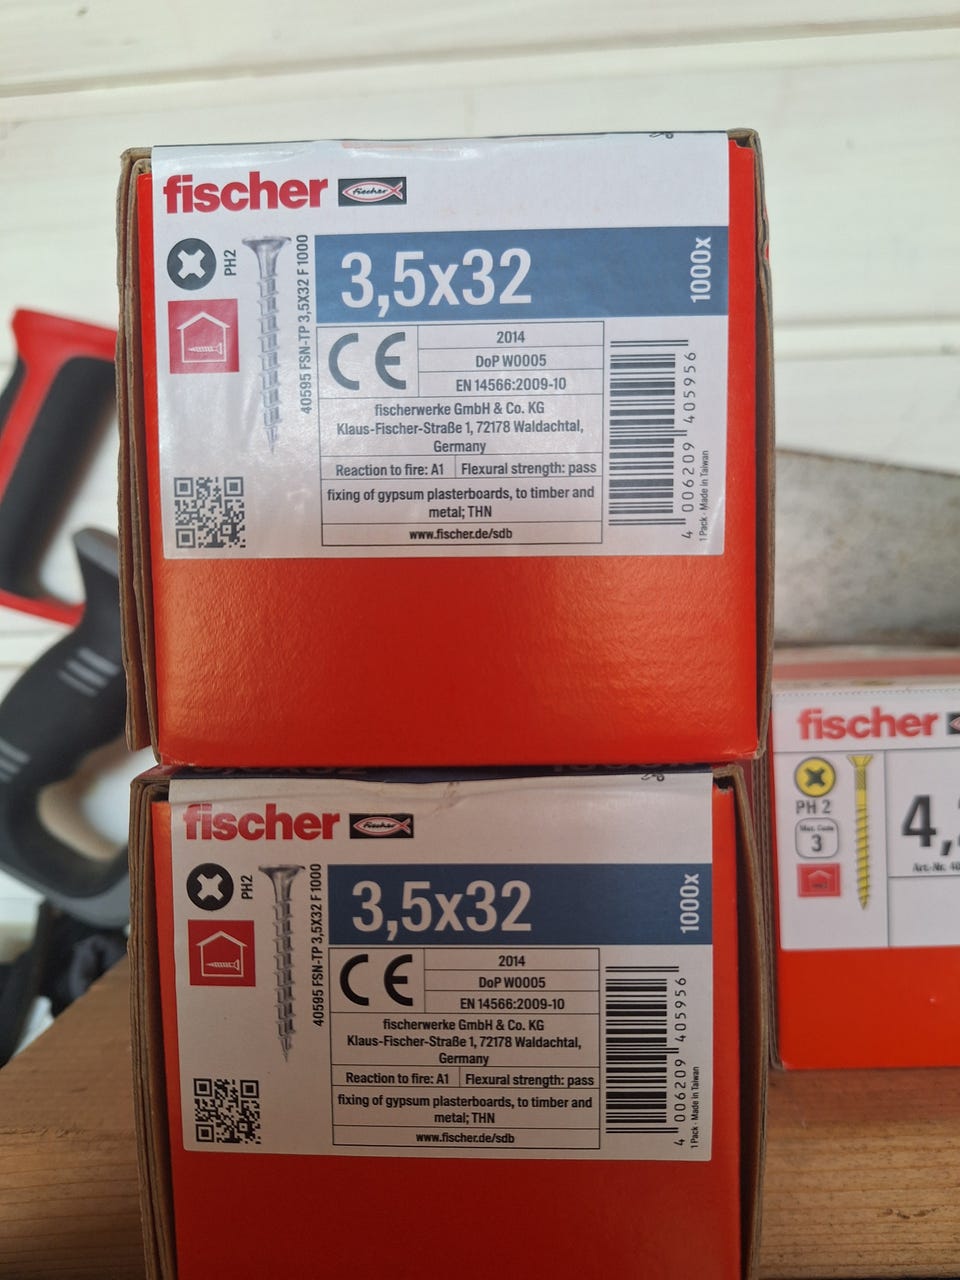 fischer fischer
PH2
40595 FSN-TP 3,5X32 F 1000
3,5x32
1000x
CE
2014
DoP W0005
EN 14566:2009-10
fischerwerke GmbH & Co. KG
Klaus-Fischer-Straße 1, 72178 Waldachtal,
Germany
Reaction to fire: A1
Flexural strength: pass
fixing of gypsum plasterboards, to timber and
metal; THN
www.fischer.de/sdb
4 006209 405956
1 Pack - Made in Taiwan
fischer fischer
PH2
40595 FSN-TP 3,5X32 F 1000
3,5x32
1000x
CE
2014
DoP W0005
EN 14566:2009-10
fischerwerke GmbH & Co. KG
Klaus-Fischer-Straße 1, 72178 Waldachtal,
Germany
Reaction to fire: A1
Flexural strength: pass
fixing of gypsum plasterboards, to timber and
metal; THN
www.fischer.de/sdb
4 006209 405956
1 Pack - Made in Taiwan
fischer
PH 2
3
4,
Art.-Nr.